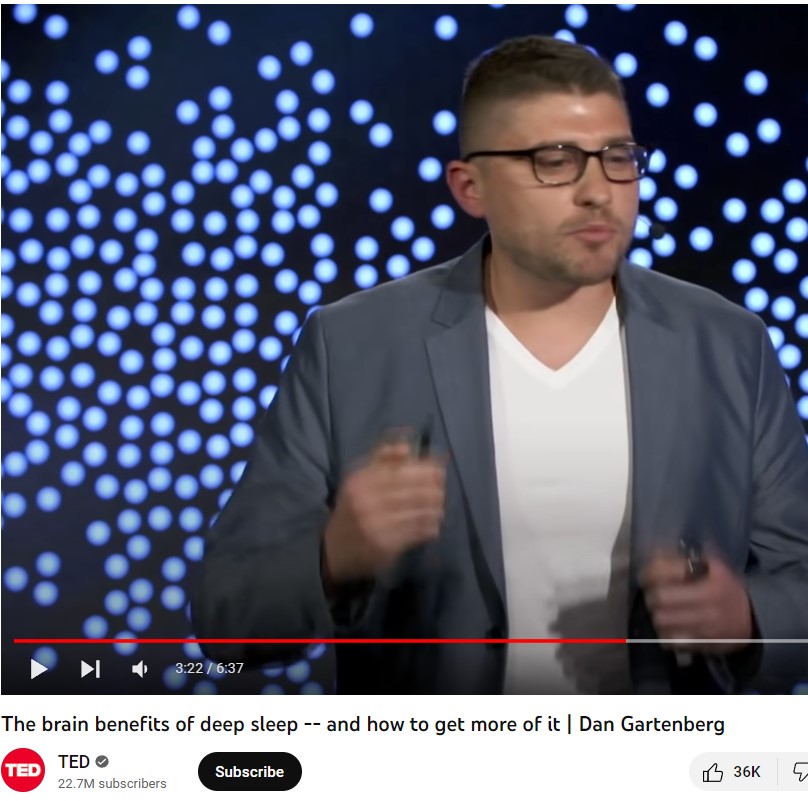 3:22 / 6:37
The brain benefits of deep sleep -- and how to get more of it | Dan Gartenberg
TED
TED
22.7M subscribers
Subscribe
36K